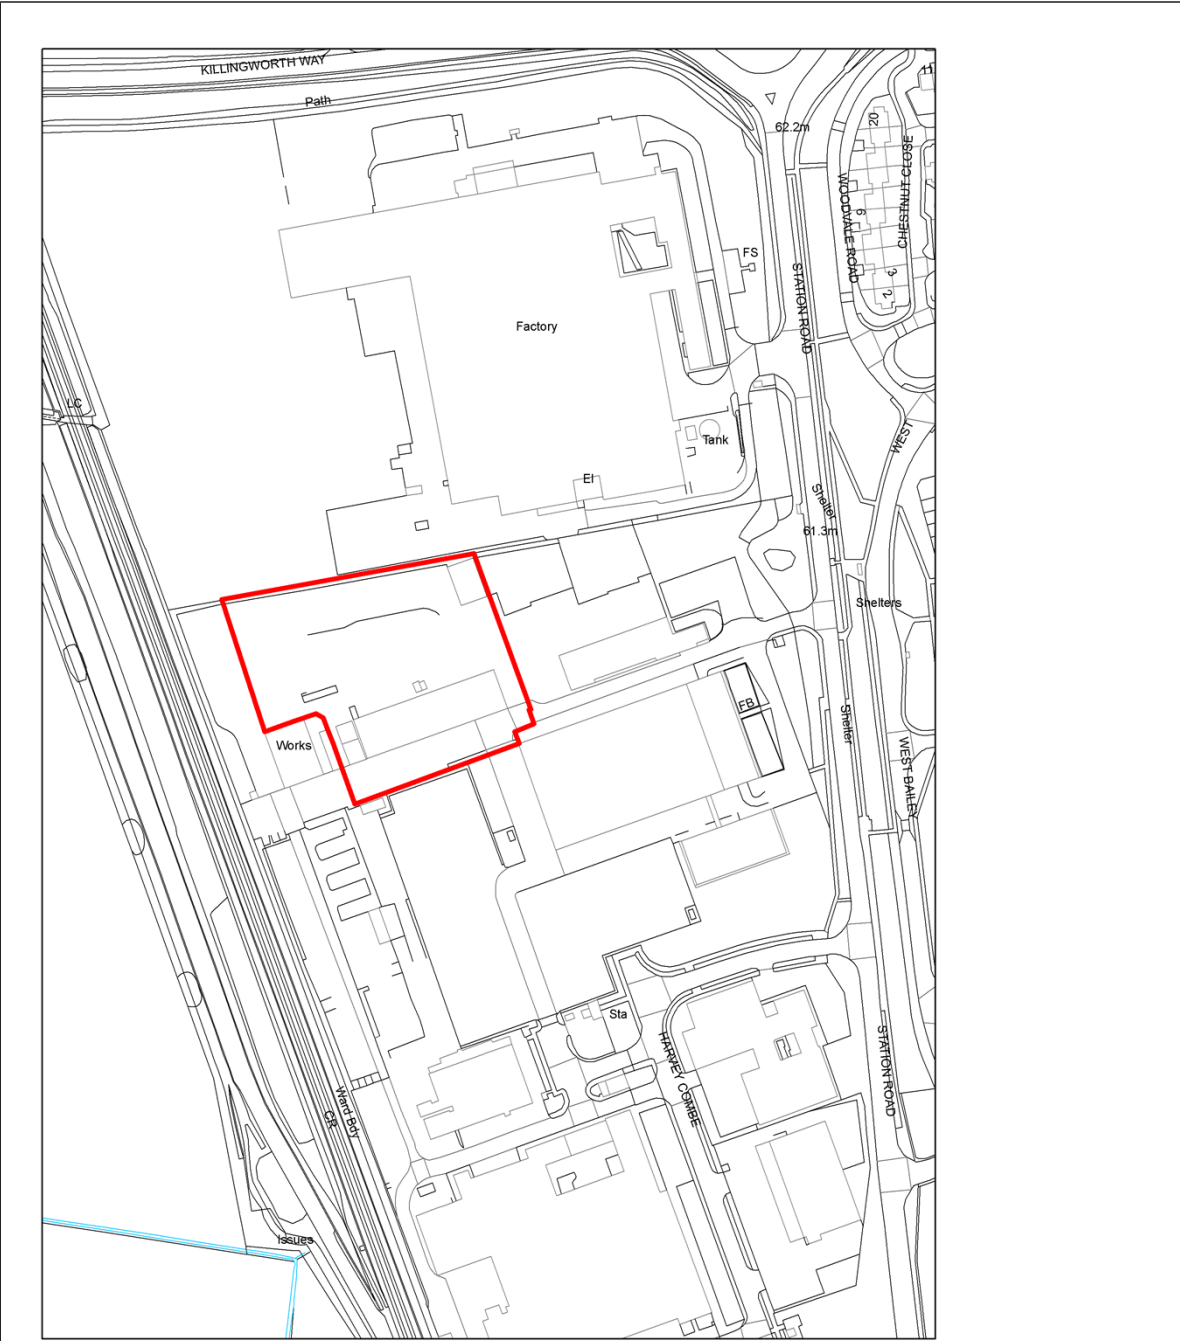 KILLINGWORTH WAY
Path
11
62.2m
20
CHESTNUT CLOSE
WOODVALE ROAD
9
FS
3
2
STATION ROAD
Factory
LC
Tank
WEST
El
Shelter
61.3m
Shelters
FB
Shelter
Works
WEST BAILEY
Sta
HARVEY COMBE
STATION ROAD
Ward Bdy
CR
Issues